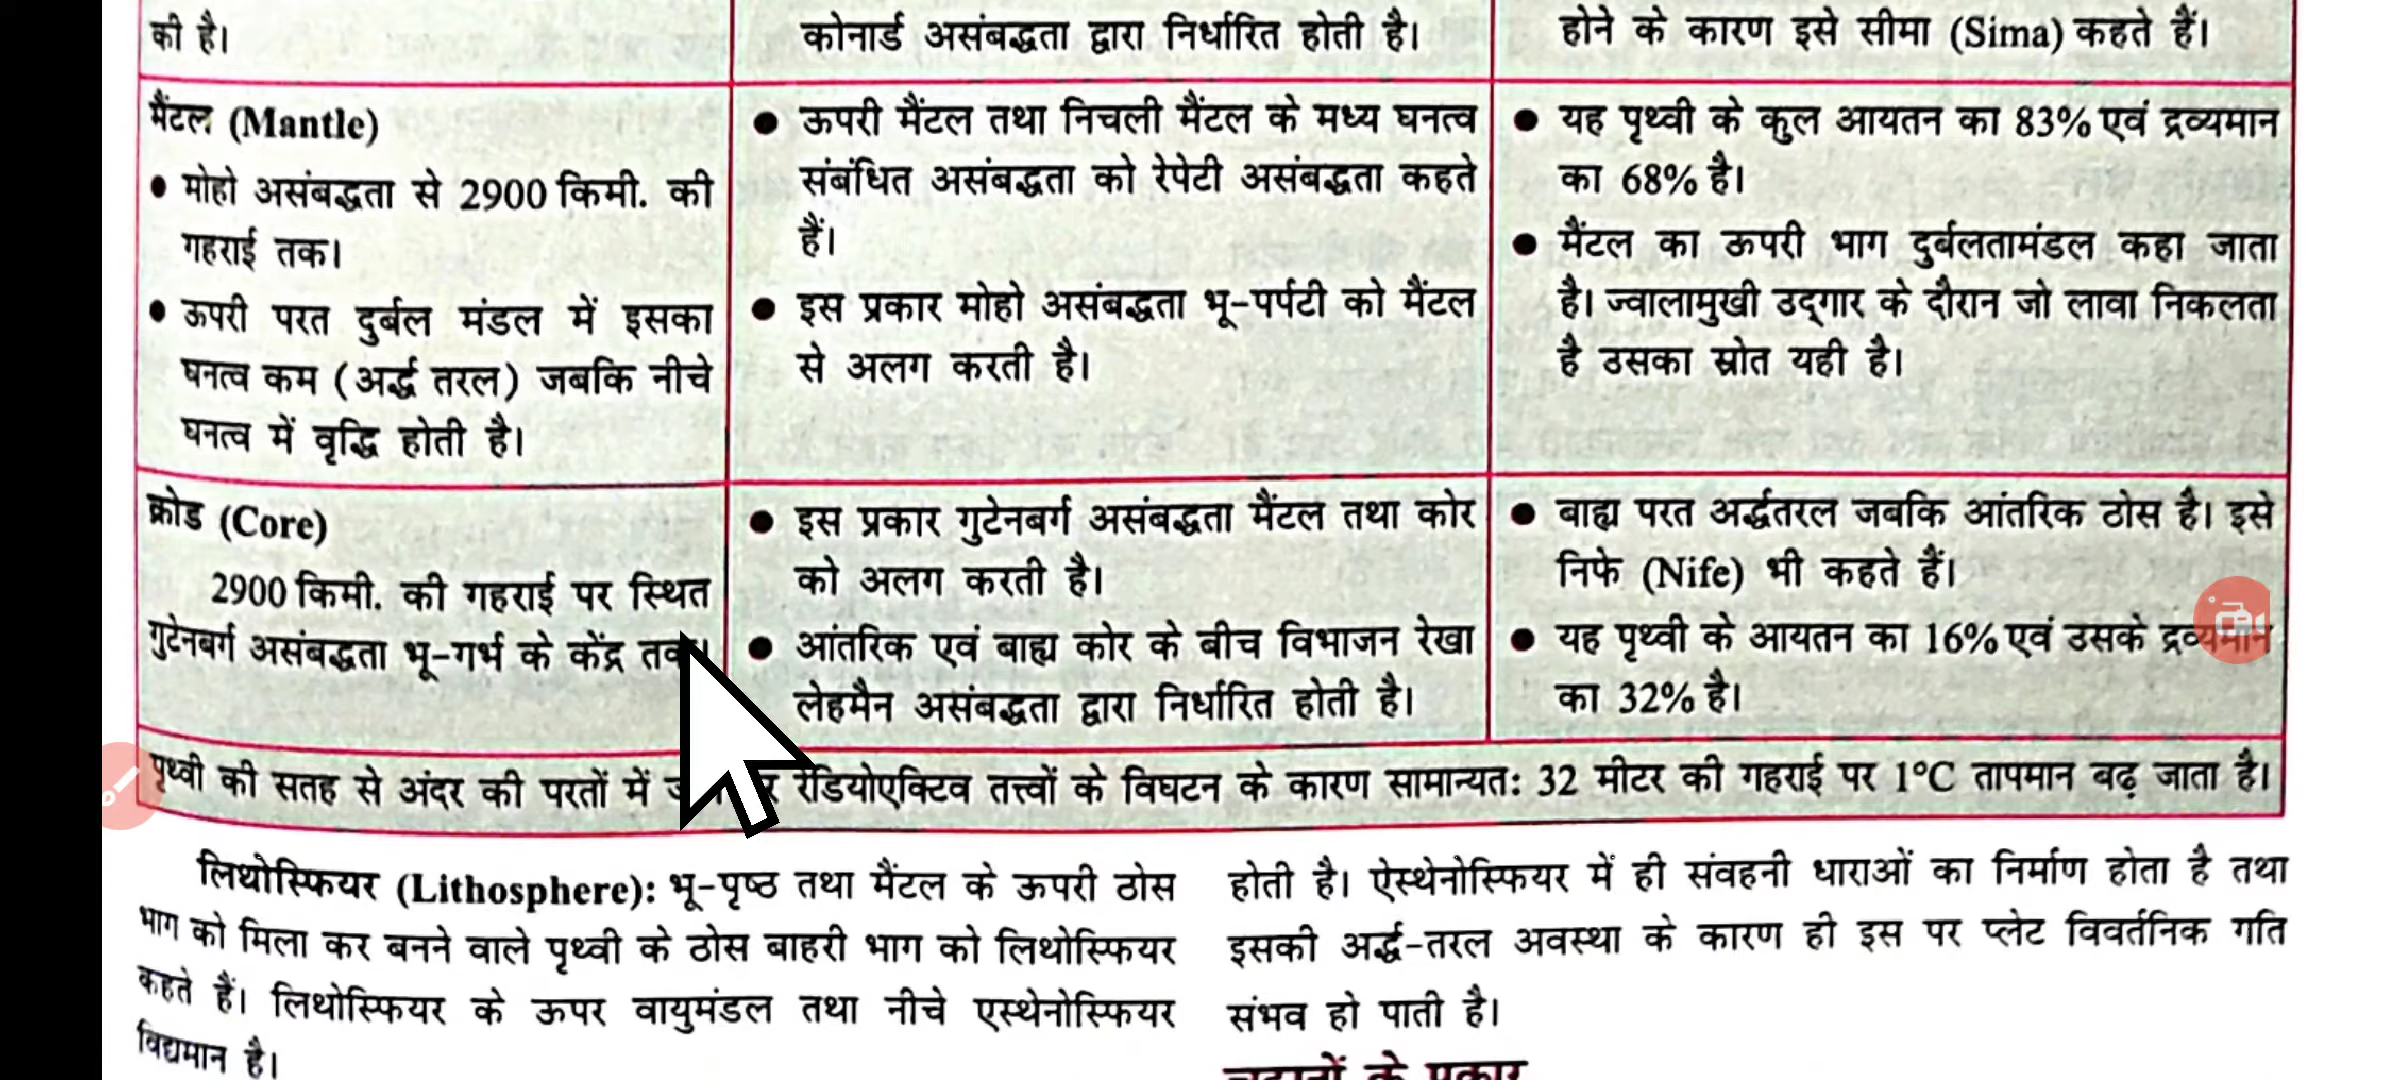 की है।
कोनार्ड असंबद्धता द्वारा निर्धारित होती है।
होने के कारण इसे सीमा (Sima) कहते हैं।
मैंटल (Mantle)
• मोहो असंबद्धता से 2900 किमी. की
गहराई तक।
• ऊपरी परत दुर्बल मंडल में इसका
घनत्व कम (अर्द्ध तरल) जबकि नीचे
घनत्व में वृद्धि होती है।
• ऊपरी मैंटल तथा निचली मैंटल के मध्य घनत्व
संबंधित असंबद्धता को रेपेटी असंबद्धता कहते
हैं।
• इस प्रकार मोहो असंबद्धता भू-पर्पटी को मैंटल
से अलग करती है।
• यह पृथ्वी के कुल आयतन का 83% एवं द्रव्यमान
का 68% है।
• मैंटल का ऊपरी भाग दुर्बलतामंडल कहा जाता
है। ज्वालामुखी उद्‌गार के दौरान जो लावा निकलता
है उसका स्रोत यही है।
क्रोड (Core)
2900 किमी. की गहराई पर स्थित
गुटेनबर्ग असंबद्धता भू-गर्भ के केंद्र तक।
• इस प्रकार गुटेनबर्ग असंबद्धता मैंटल तथा कोर
को अलग करती है।
• आंतरिक एवं बाह्य कोर के बीच विभाजन रेखा
लेहमैन असंबद्धता द्वारा निर्धारित होती है।
• बाह्य परत अर्द्धतरल जबकि आंतरिक ठोस है। इसे
निफे (Nife) भी कहते हैं।
• यह पृथ्वी के आयतन का 16% एवं उसके द्रव्यमान
का 32% है।
पृथ्वी की सतह से अंदर की परतों में रेडियोएक्टिव तत्त्वों के विघटन के कारण सामान्यतः 32 मीटर की गहराई पर 1°C तापमान बढ़ जाता है।
लिथोस्फियर (Lithosphere): भू-पृष्ठ तथा मैंटल के ऊपरी ठोस
भाग को मिला कर बनने वाले पृथ्वी के ठोस बाहरी भाग को लिथोस्फियर
कहते हैं। लिथोस्फियर के ऊपर वायुमंडल तथा नीचे एस्थेनोस्फियर
विद्यमान है।
होती है। ऐस्थेनोस्फियर में ही संवहनी धाराओं का निर्माण होता है तथा
इसकी अर्द्ध-तरल अवस्था के कारण ही इस पर प्लेट विवर्तनिक गति
संभव हो पाती है।
के प्रकार